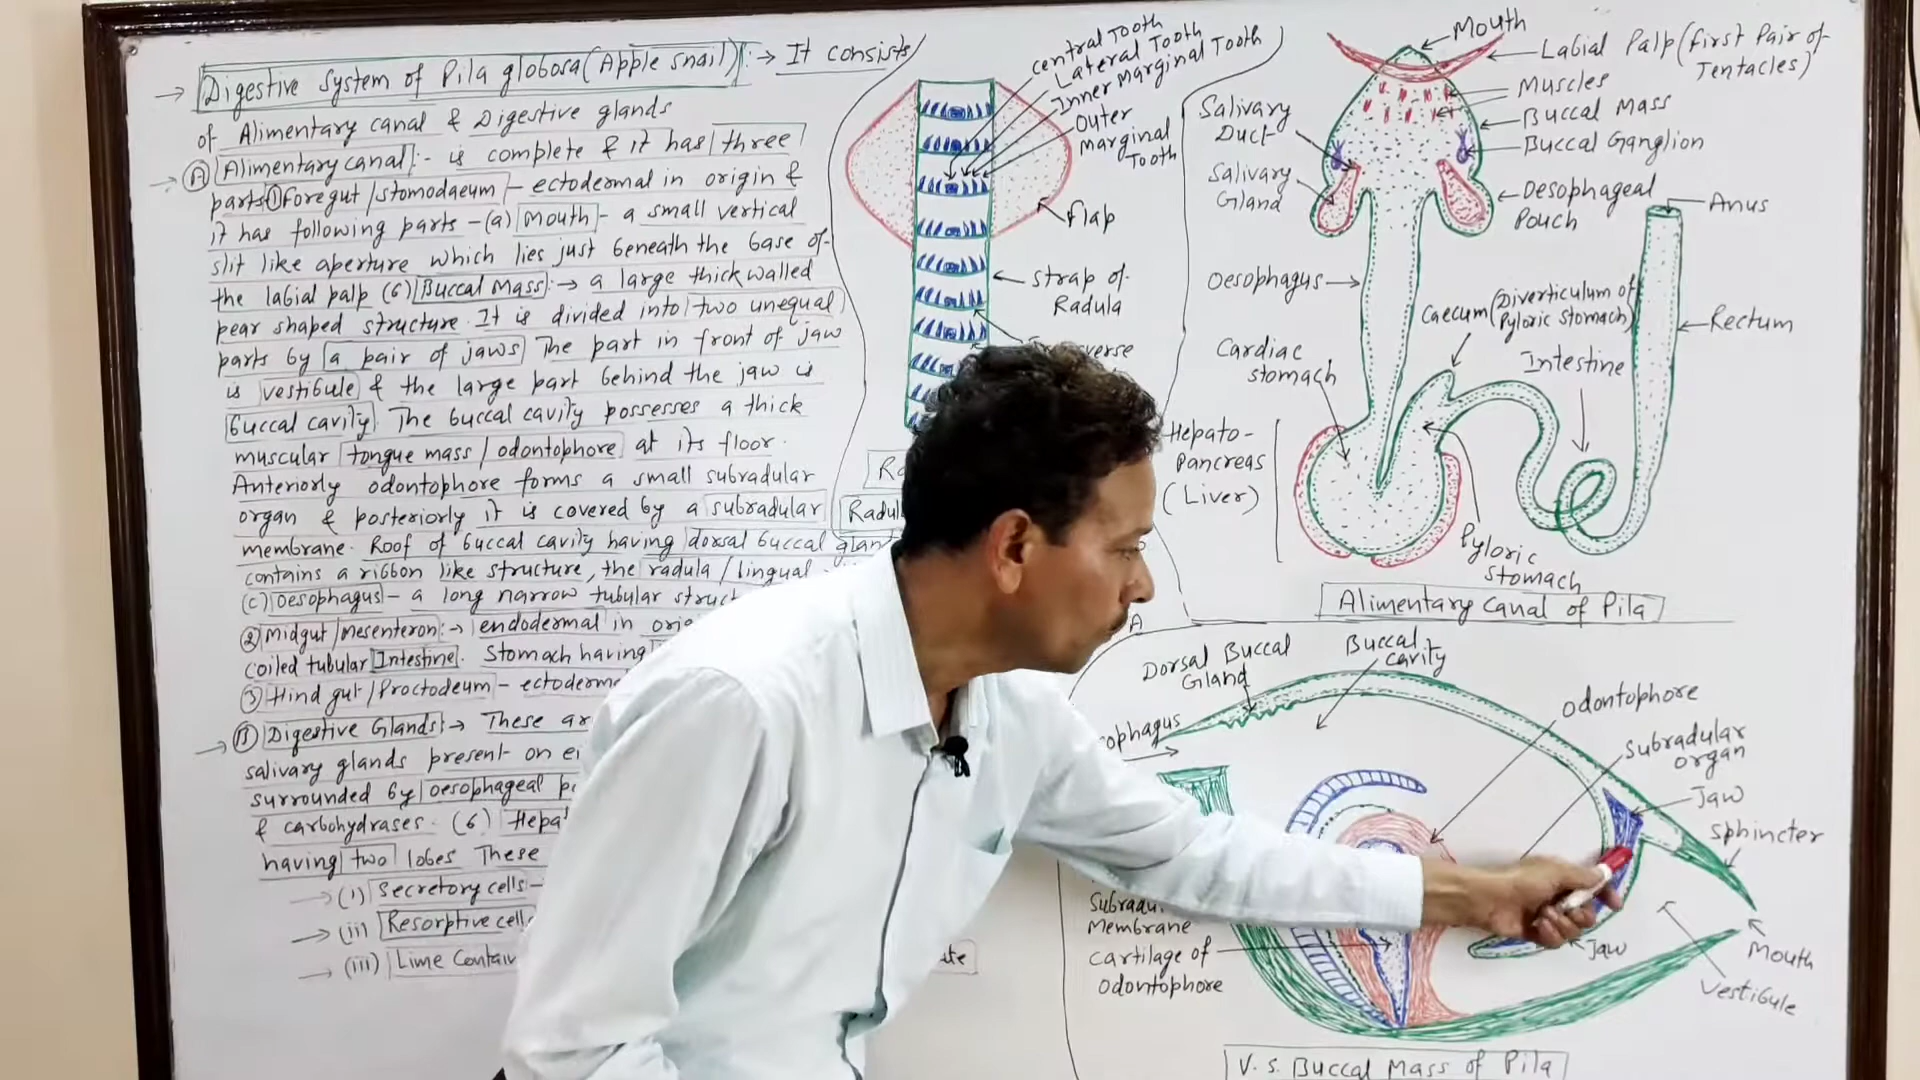 → Digestive System of Pila globosa (Apple snail) :→ It consists
of Alimentary canal & Digestive glands
→ (A) Alimentary canal :- is complete & it has three
parts ① Foregut / stomodaeum - ectodermal in origin &
it has following parts - (a) Mouth - a small vertical
slit like aperture which lies just beneath the base of
the labial palp (b) Buccal Mass :→ a large thick walled
pear shaped structure. It is divided into two unequal
parts by a pair of jaws The part in front of jaw
is vestibule & the large part behind the jaw is
buccal cavity. The buccal cavity possesses a thick
muscular tongue mass / odontophore at its floor.
Anteriorly odontophore forms a small subradular
organ & posteriorly it is covered by a subradular
membrane. Roof of buccal cavity having dorsal buccal glan
contains a ribbon like structure, the radula / lingual
(c) Oesophagus - a long narrow tubular struct
② Midgut / Mesenteron :→ endodermal in ori
coiled tubular Intestine. Stomach having
③ Hind gut / Proctodeum - ectoderm
→ (B) Digestive Glands :→ These ar
salivary glands present on ei
surrounded by oesophageal p
& carbohydrases. (b) Hepa
having two lobes These
→ (i) Secretory cells -
→ (ii) Resorptive cell
→ (iii) Lime Contain
central Tooth
Lateral Tooth
Inner Marginal Tooth
Outer
marginal
Tooth
flap
strap of
Radula
verse
Ra
Radul
Mouth
Labial Palp (first Pair of
Tentacles)
Muscles
Buccal Mass
Buccal Ganglion
Salivary
Duct
Salivary
Gland
Oesophageal
Pouch
Anus
Oesophagus
Caecum (Diverticulum of
Pyloric Stomach)
Rectum
Cardiac
stomach
Intestine
Hepato-
Pancreas
(Liver)
Pyloric
Stomach
Alimentary Canal of Pila
Dorsal Buccal
Gland
Buccal
cavity
ophagus
odontophore
Subradular
organ
Jaw
Sphincter
Subradu
Membrane
cartilage of
odontophore
Jaw
Mouth
Vestibule
V. S. Buccal Mass of Pila